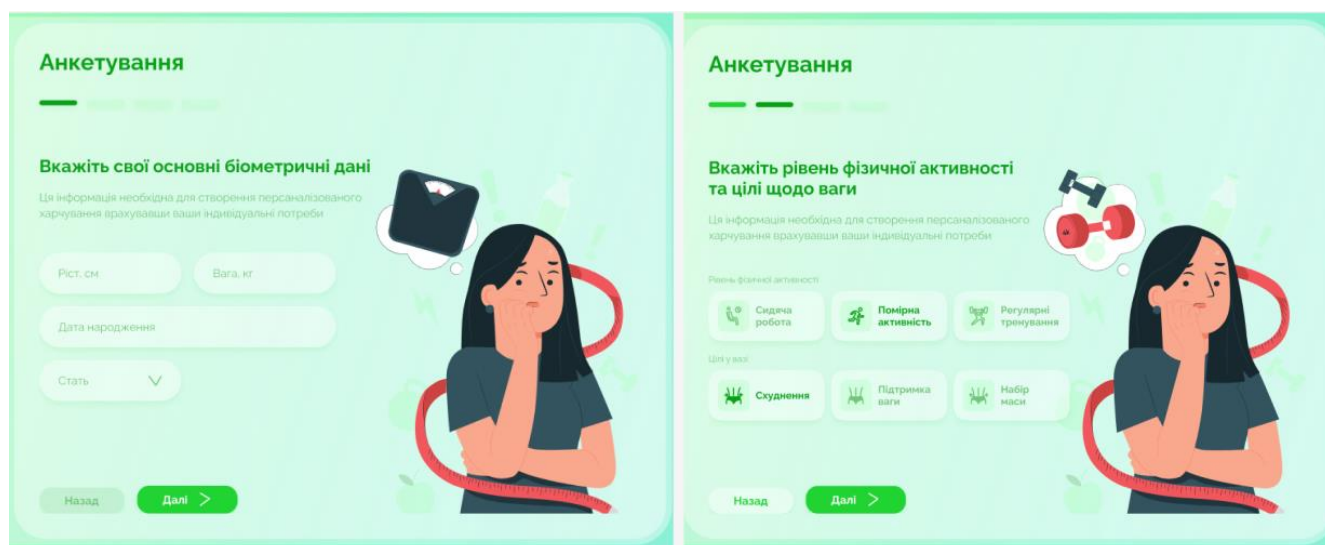 Анкетування
Вкажіть свої основні біометричні дані
Ця інформація необхідна для створення персаналізованого
харчування врахувавши ваши індивідуальні потреби
Ріст, см
Вага, кг
Дата народження
Стать
Назад
Далі >
Анкетування
Вкажіть рівень фізичної активності
та цілі щодо ваги
Ця інформація необхідна для створення персаналізованого
харчування врахувавши ваши індивідуальні потреби
Рівень фізичної активності
Сидяча
робота
Помірна
активність
Регулярні
тренування
Цілі у вазі
Схуднення
Підтримка
ваги
Набір
маси
Назад
Далі >